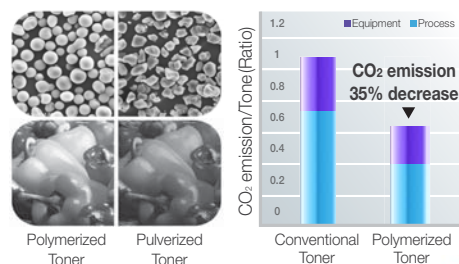 Polymerized
Toner
Pulverized
Toner
CO2 emission/Tone(Ratio)
1.2
1
0.8
0.6
0.4
0.2
0
Equipment
Process
CO2 emission
35% decrease
Conventional
Toner
Polymerized
Toner